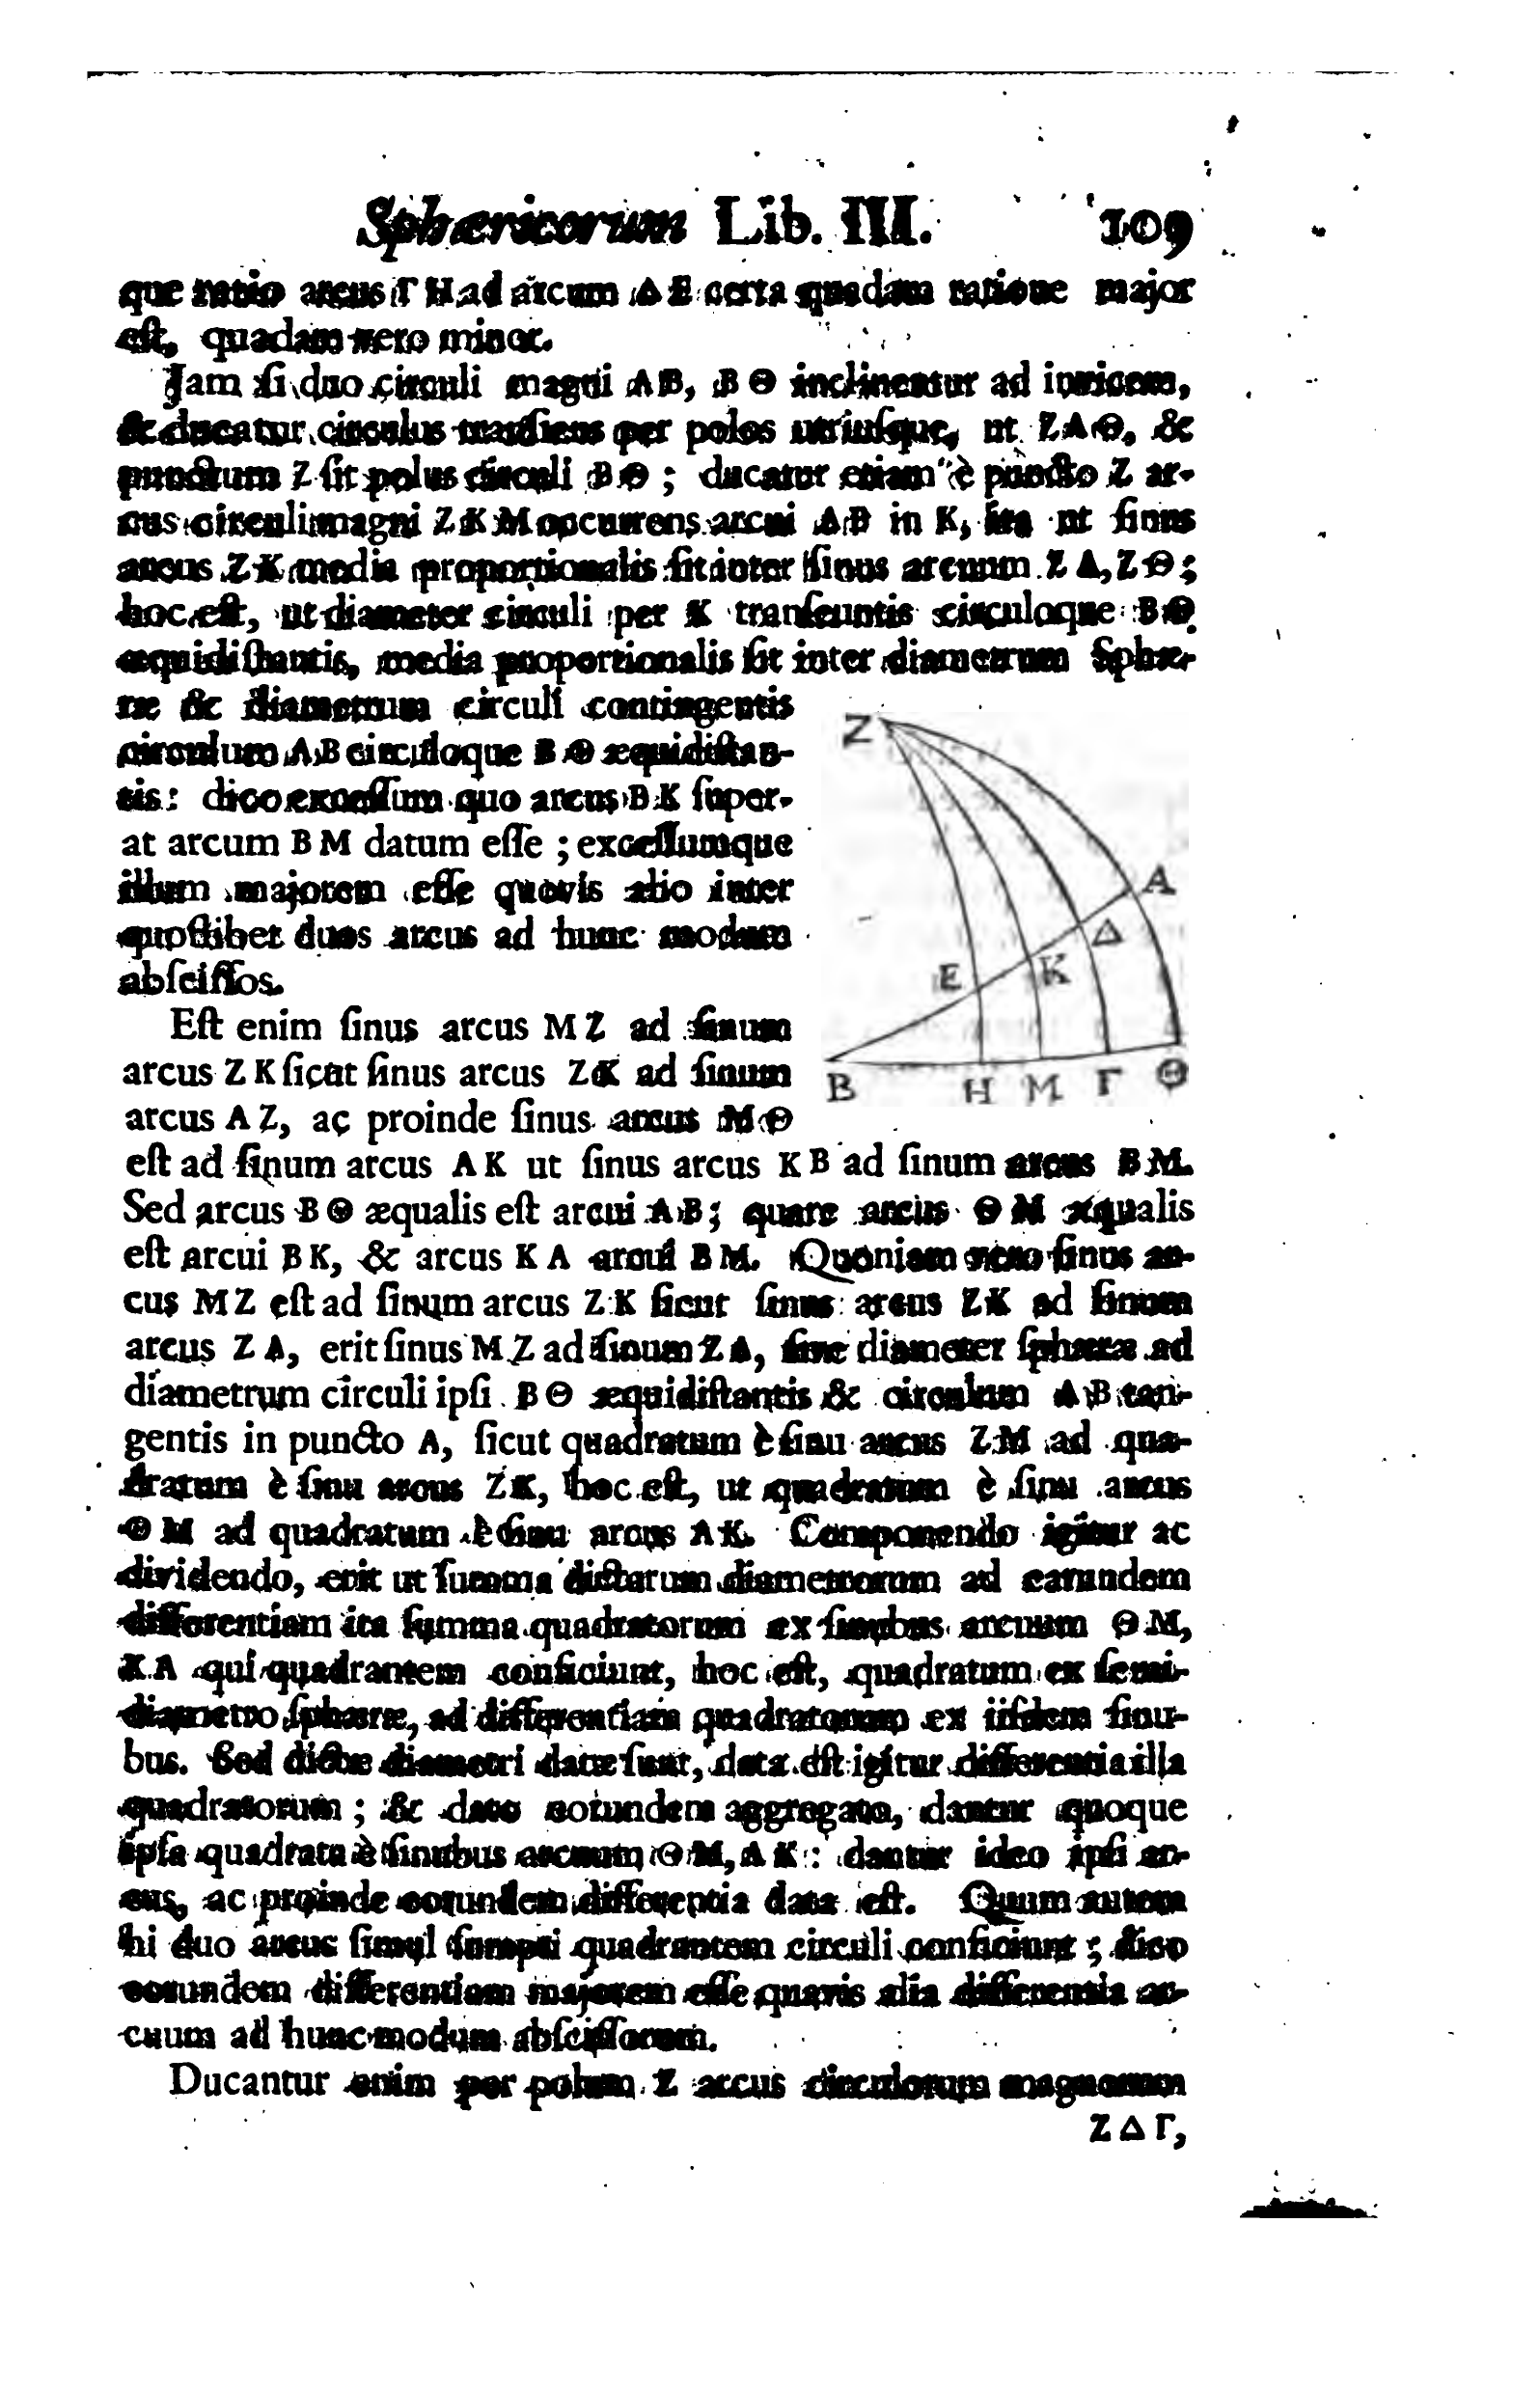 Sphæricorum Lib. III. 109
que ratio arcus Γ H ad arcum Δ E certa quadam ratione major
eſt, quadam vero minor.
Jam ſi duo circuli magni A B, B Θ inclinentur ad invicem,
& ducatur circulus tranſiens per polos utriuſque, ut Z A Θ, &
punctum Z ſit polus circuli B Θ ; ducatur etiam è puncto Z ar-
cus circuli magni Z K M occurrens arcui A B in K, ita ut ſinus
arcus Z K media proportionalis ſit inter ſinus arcuum Z A, Z Θ ;
hoc eſt, ut diameter circuli per K tranſeuntis circuloque B Θ
æquidiſtantis, media proportionalis ſit inter diametrum Sphæ-
ræ & diametrum circuli contingentis
circulum A B circuloque B Θ æquidiſtan-
tis : dico exceſſum quo arcus B K ſuper-
at arcum B M datum eſſe ; exceſſumque
illum majorem eſſe quovis alio inter
quoſlibet duos arcus ad hunc modum
abſciſſos.
Eſt enim ſinus arcus M Z ad ſinum
arcus Z K ſicut ſinus arcus Z K ad ſinum
arcus A Z, ac proinde ſinus arcus M Θ
Z
A
Δ
E
K
B H M Γ Θ
eſt ad ſinum arcus A K ut ſinus arcus K B ad ſinum arcus B M.
Sed arcus B Θ æqualis eſt arcui A B ; quare arcus Θ M æqualis
eſt arcui B K, & arcus K A arcui B M. Quoniam vero ſinus ar-
cus M Z eſt ad ſinum arcus Z K ſicut ſinus arcus Z K ad ſinum
arcus Z A, erit ſinus M Z ad ſinum Z A, ſive diameter ſphæræ ad
diametrum circuli ipſi B Θ æquidiſtantis & circulum A B tan-
gentis in puncto A, ſicut quadratum è ſinu arcus Z M ad qua-
dratum è ſinu arcus Z K, hoc eſt, ut quadratum è ſinu arcus
Θ M ad quadratum è ſinu arcus A K. Componendo igitur ac
dividendo, erit ut ſumma dictarum diametrorum ad earundem
differentiam ita ſumma quadratorum ex ſinubus arcuum Θ M,
K A qui quadrantem conficiunt, hoc eſt, quadratum ex ſemi-
diametro ſphæræ, ad differentiam quadratorum ex iiſdem ſinu-
bus. Sed dictæ diametri datæ ſunt, data eſt igitur differentia illa
quadratorum ; & dato eorundem aggregato, dantur quoque
ipſa quadrata è ſinubus arcuum Θ M, A K : dantur ideo ipſi ar-
cus, ac proinde eorundem differentia data eſt. Quum autem
hi duo arcus ſimul ſumpti quadrantem circuli conficiunt ; dico
eorundem differentiam majorem eſſe quavis alia differentia ar-
cuum ad hunc modum abſciſſorum.
Ducantur enim per polum Z arcus circulorum magnorum
Z Δ Γ,